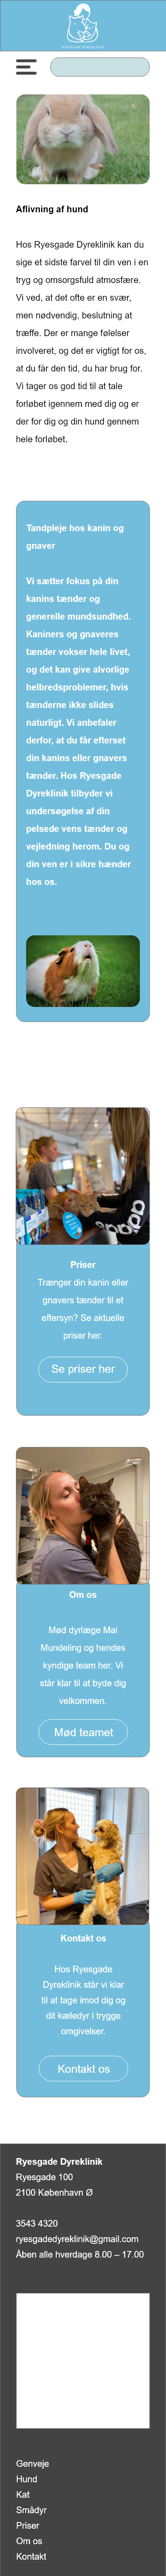 RYESGADE DYREKLINIK
Aflivning af hund
Hos Ryesgade Dyreklinik kan du
sige et sidste farvel til din ven i en
tryg og omsorgsfuld atmosfære.
Vi ved, at det ofte er en svær,
men nødvendig, beslutning at
træffe. Der er mange følelser
involveret, og det er vigtigt for os,
at du får den tid, du har brug for.
Vi tager os god tid til at tale
forløbet igennem med dig og er
der for dig og din hund gennem
hele forløbet.
Tandpleje hos kanin og
gnaver
Vi sætter fokus på din
kanins tænder og
generelle mundsundhed.
Kaniners og gnaveres
tænder vokser hele livet,
og det kan give alvorlige
helbredsproblemer, hvis
tænderne ikke slides
naturligt. Vi anbefaler
derfor, at du får efterset
din kanins eller gnavers
tænder. Hos Ryesgade
Dyreklinik tilbyder vi
undersøgelse af din
pelsede vens tænder og
vejledning herom. Du og
din ven er i sikre hænder
hos os.
Priser
Trænger din kanin eller
gnavers tænder til et
eftersyn? Se aktuelle
priser her.
Se priser her
Om os
Mød dyrlæge Mai
Mundeling og hendes
kyndige team her. Vi
står klar til at byde dig
velkommen.
Mød teamet
Kontakt os
Hos Ryesgade
Dyreklinik står vi klar
til at tage imod dig og
dit kæledyr i trygge
omgivelser.
Kontakt os
Ryesgade Dyreklinik
Ryesgade 100
2100 København Ø
3543 4320
ryesgadedyreklinik@gmail.com
Åben alle hverdage 8.00 – 17.00
Genveje
Hund
Kat
Smådyr
Priser
Om os
Kontakt